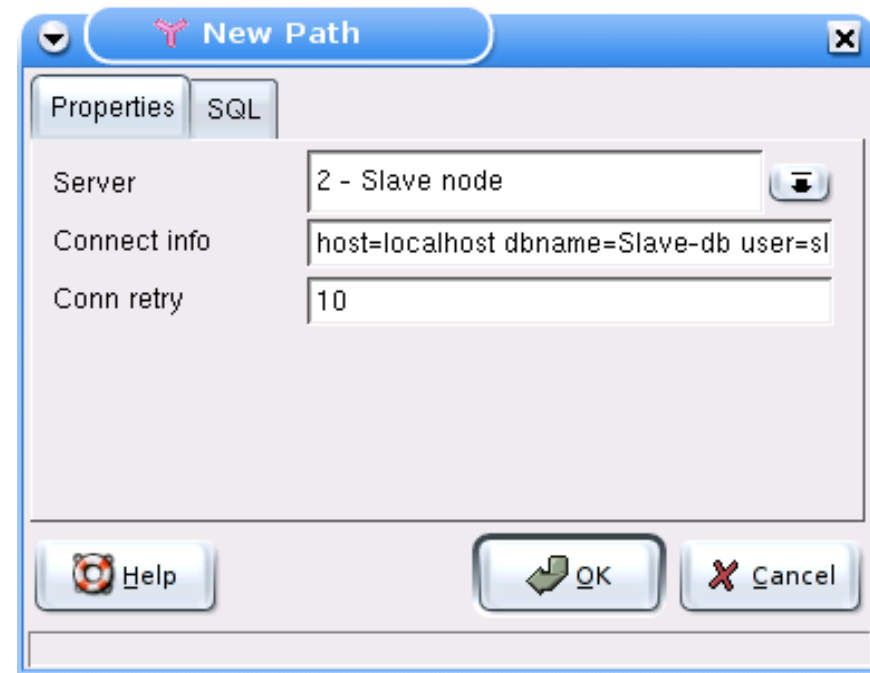 New Path
Properties SQL
Server 2 - Slave node
Connect info host=localhost dbname=Slave-db user=sl
Conn retry 10
Help OK Cancel